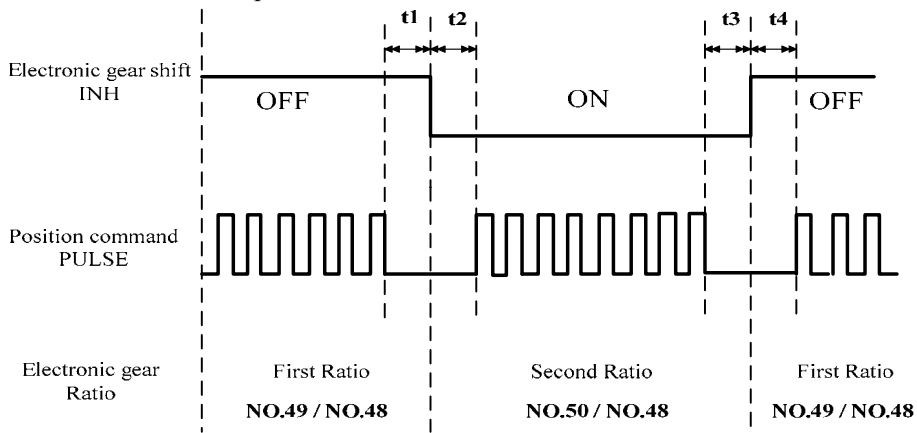 t1 t2 t3 t4
Electronic gear shift
INH
OFF ON OFF
Position command
PULSE
Electronic gear
Ratio
First Ratio Second Ratio First Ratio
NO.49 / NO.48 NO.50 / NO.48 NO.49 / NO.48